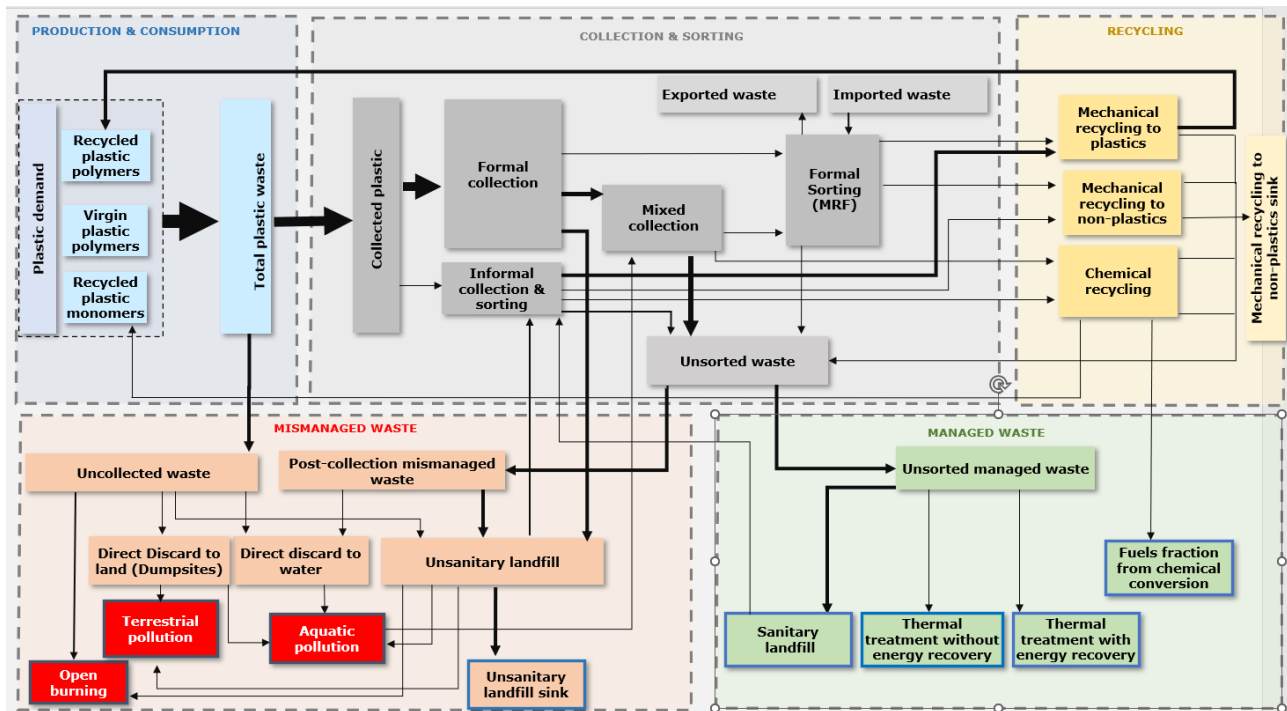 PRODUCTION & CONSUMPTION
COLLECTION & SORTING
RECYCLING
Plastic demand
Recycled
plastic
polymers
Virgin
plastic
polymers
Recycled
plastic
monomers
Total plastic waste
Collected plastic
Formal
collection
Informal
collection &
sorting
Mixed
collection
Exported waste
Imported waste
Formal
Sorting
(MRF)
Unsorted waste
Mechanical
recycling to
plastics
Mechanical
recycling to
non-plastics
Chemical
recycling
Mechanical recycling to
non-plastics sink
MISMANAGED WASTE
Uncollected waste
Post-collection mismanaged
waste
Direct Discard to
land (Dumpsites)
Direct discard to
water
Unsanitary landfill
Terrestrial
pollution
Aquatic
pollution
Open
burning
Unsanitary
landfill sink
MANAGED WASTE
Unsorted managed waste
Fuels fraction
from chemical
conversion
Sanitary
landfill
Thermal
treatment without
energy recovery
Thermal
treatment with
energy recovery